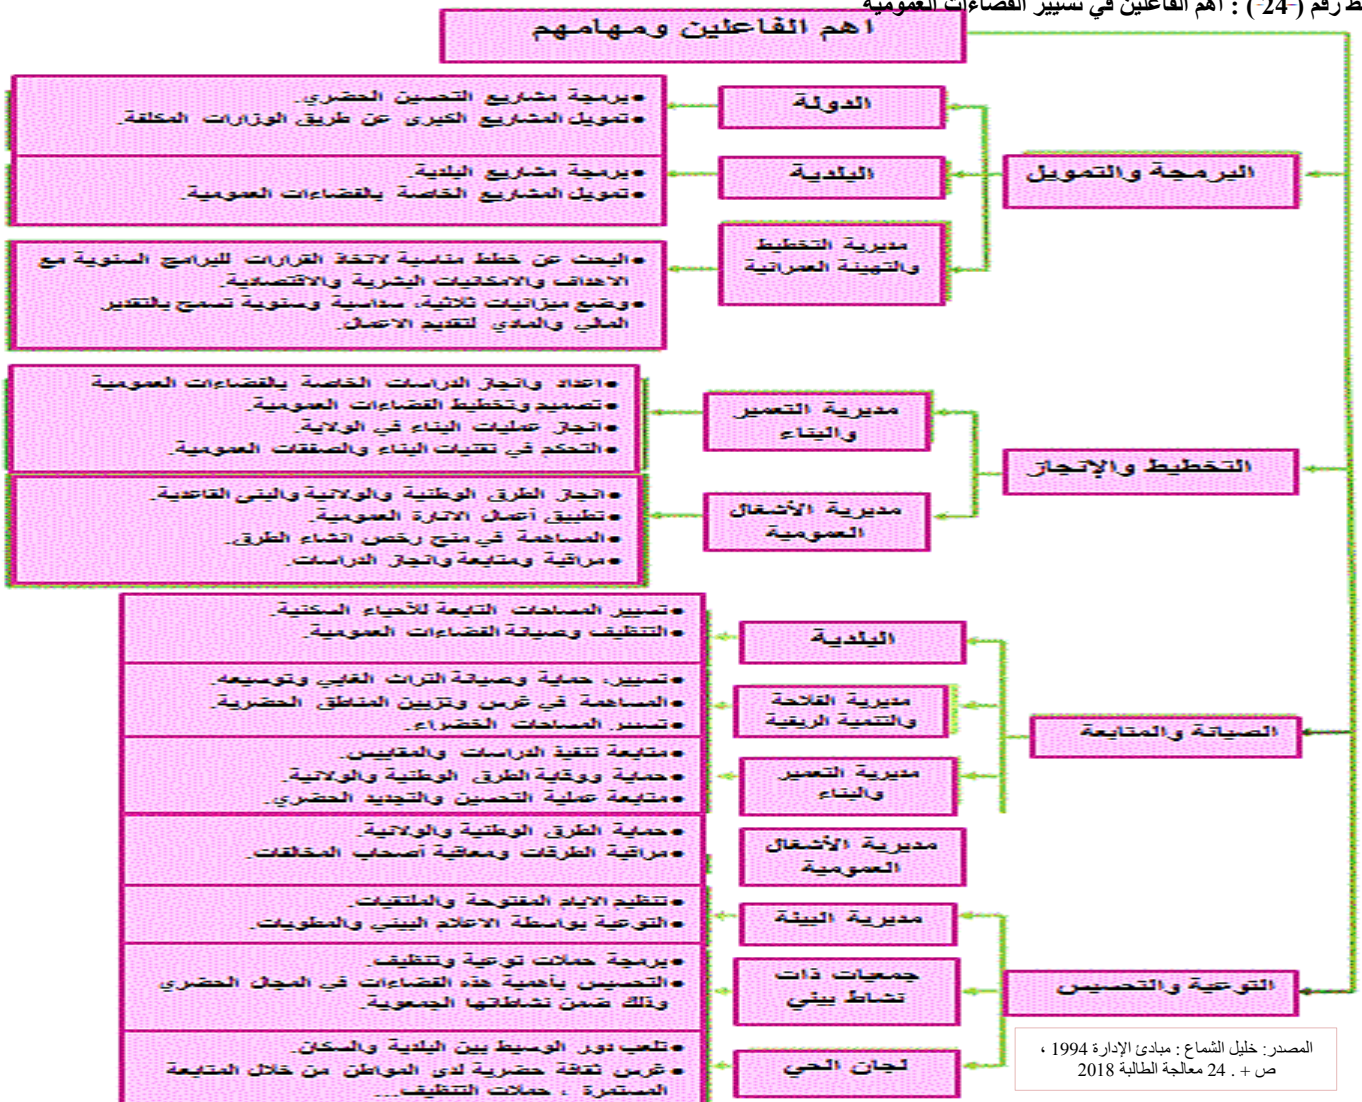 ط رقم ( -24- ) : اهم الفاعلين في تسيير الفضاءات العمومية
اهم الفاعلين ومهامهم
البرمجة والتمويل
الدولة
•برمجة مشاريع التحسين الحضري.
•تمويل المشاريع الكبرى عن طريق الوزارات المكلفة.
البلدية
•برمجة مشاريع البلدية.
•تمويل المشاريع الخاصة بالفضاءات العمومية.
مديرية التخطيط
والتهيئة العمرانية
•البحث عن خطط مناسبة لاتخاذ القرارات للبرامج السنوية مع
الاهداف والامكانيات البشرية والاقتصادية.
•وضع ميزانيات ثلاثية، سداسية وسنوية تسمح بالتقدير
المالي والمادي لتقديم الاعمال.
التخطيط والإنجاز
مديرية التعمير
والبناء
•اعداد وانجاز الدراسات الخاصة بالفضاءات العمومية
•تصميم وتخطيط الفضاءات العمومية.
•انجاز عمليات البناء في الولاية.
•التحكم في تقنيات البناء والصفقات العمومية.
مديرية الأشغال
العمومية
•انجاز الطرق الوطنية والولائية والبنى القاعدية.
•تطبيق أعمال الانارة العمومية.
•المساهمة في منح رخص انشاء الطرق.
•مراقبة ومتابعة وانجاز الدراسات.
الصيانة والمتابعة
البلدية
•تسيير المساحات التابعة للأحياء السكنية.
•التنظيف وصيانة الفضاءات العمومية.
مديرية الفلاحة
والتنمية الريفية
•تسيير، حماية وصيانة التراث الغابي وتوسيعه.
•المساهمة في غرس وتزيين المناطق الحضرية.
•تسيير المساحات الخضراء.
مديرية التعمير
والبناء
•متابعة تنفيذ الدراسات والمقاييس.
•حماية ووقاية الطرق الوطنية والولائية.
•متابعة عملية التحسين والتجديد الحضري.
مديرية الأشغال
العمومية
•حماية الطرق الوطنية والولائية.
•مراقبة الطرقات ومعاقبة أصحاب المخالفات.
التوعية والتحسيس
مديرية البيئة
•تنظيم الايام المفتوحة والملتقيات.
•التوعية بواسطة الاعلام البيئي والمطويات.
جمعيات ذات
نشاط بيئي
•برمجة حملات توعية وتنظيف.
•التحسيس بأهمية هذه الفضاءات في المجال الحضري
وذلك ضمن نشاطاتها الجمعوية.
لجان الحي
•تلعب دور الوسيط بين البلدية والسكان.
•غرس ثقافة حضرية لدى المواطن من خلال المتابعة
المستمرة ، حملات التنظيف...
المصدر: خليل الشماع : مبادئ الإدارة 1994 ،
ص + . 24 معالجة الطالبة 2018